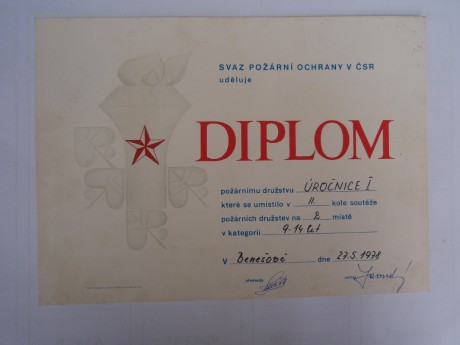 SVAZ POŽÁRNÍ OCHRANY V ČSR
uděluje
DIPLOM
požárnímu družstvu ÚROČNICE I
které se umístilo v II kole soutěže
požárních družstev na 2 místě
v kategorii 9-14 let
V Benešově dne 27.5.1978